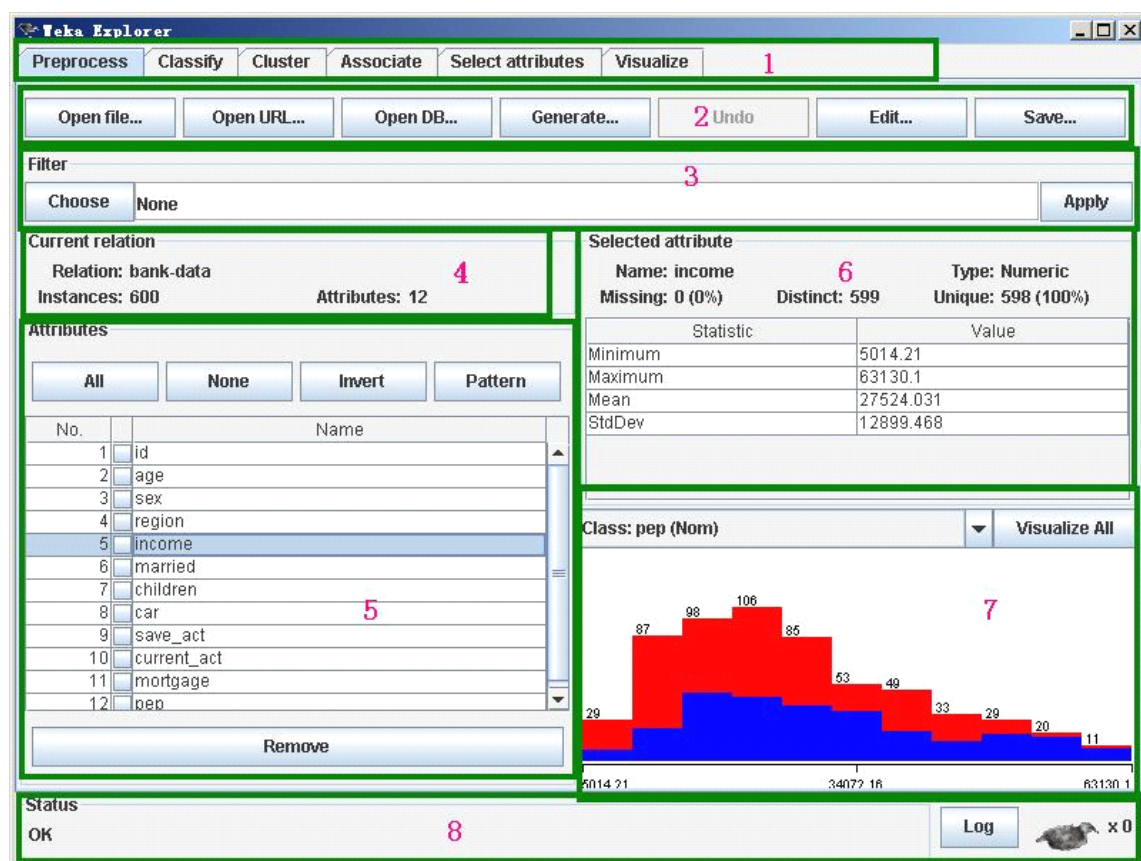 Weka Explorer
Preprocess Classify Cluster Associate Select attributes Visualize 1
Open file... Open URL... Open DB... Generate... 2 Undo Edit... Save...
Filter
3
Choose None Apply
Current relation
Relation: bank-data 4
Instances: 600 Attributes: 12
Selected attribute
Name: income 6 Type: Numeric
Missing: 0 (0%) Distinct: 599 Unique: 598 (100%)
Statistic Value
Minimum 5014.21
Maximum 63130.1
Mean 27524.031
StdDev 12899.468
Attributes
All None Invert Pattern
No. Name
1 id
2 age
3 sex
4 region
5 income
6 married
7 children
8 car
5
9 save_act
10 current_act
11 mortgage
12 pep
Remove
Class: pep (Nom) Visualize All
7
29 87 98 106 85 53 49 33 29 20 11
5014.21 34072.16 63130.1
Status
OK 8 Log x 0